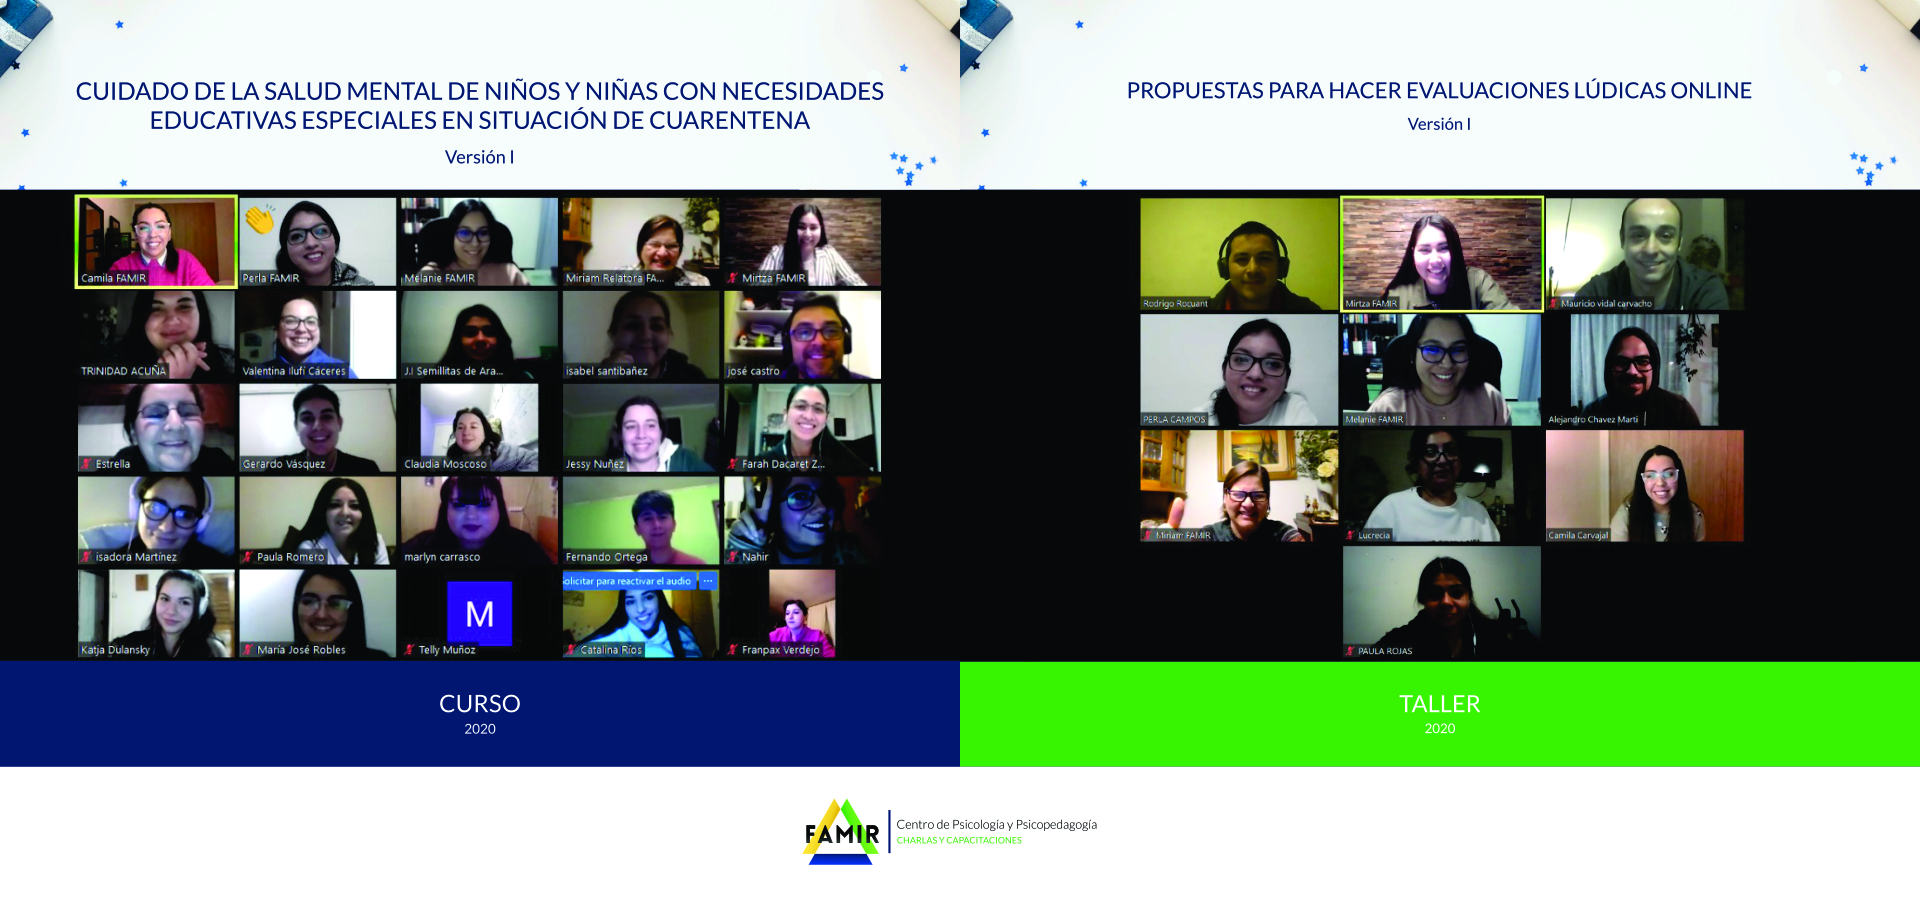 CUIDADO DE LA SALUD MENTAL DE NIÑOS Y NIÑAS CON NECESIDADES
EDUCATIVAS ESPECIALES EN SITUACIÓN DE CUARENTENA
Versión I
Camila FAMIR
Perla FAMIR
Melanie FAMIR
Miriam Relatora FA...
Mirtza FAMIR
TRINIDAD ACUÑA
Valentina Ilufí Cáceres
J.I Semillitas de Ara...
isabel santibañez
josé castro
Estrella
Gerardo Vásquez
Claudia Moscoso
Jessy Nuñez
Farah Dacaret Z...
isadora Martínez
Paula Romero
marlyn carrasco
Fernando Ortega
Nahir
Solicitar para reactivar el audio ...
Katja Dulansky
María José Robles
M
Telly Muñoz
Catalina Ríos
Franpax Verdejo
CURSO
2020
PROPUESTAS PARA HACER EVALUACIONES LÚDICAS ONLINE
Versión I
Rodrigo Rocuant
Mirtza FAMIR
Mauricio vidal carvacho
PERLA CAMPOS
Melanie FAMIR
Alejandro Chavez Marti
Miriam FAMIR
Lucrecia
Camila Carvajal
PAULA ROJAS
TALLER
2020
FAMIR
Centro de Psicología y Psicopedagogía
CHARLAS Y CAPACITACIONES